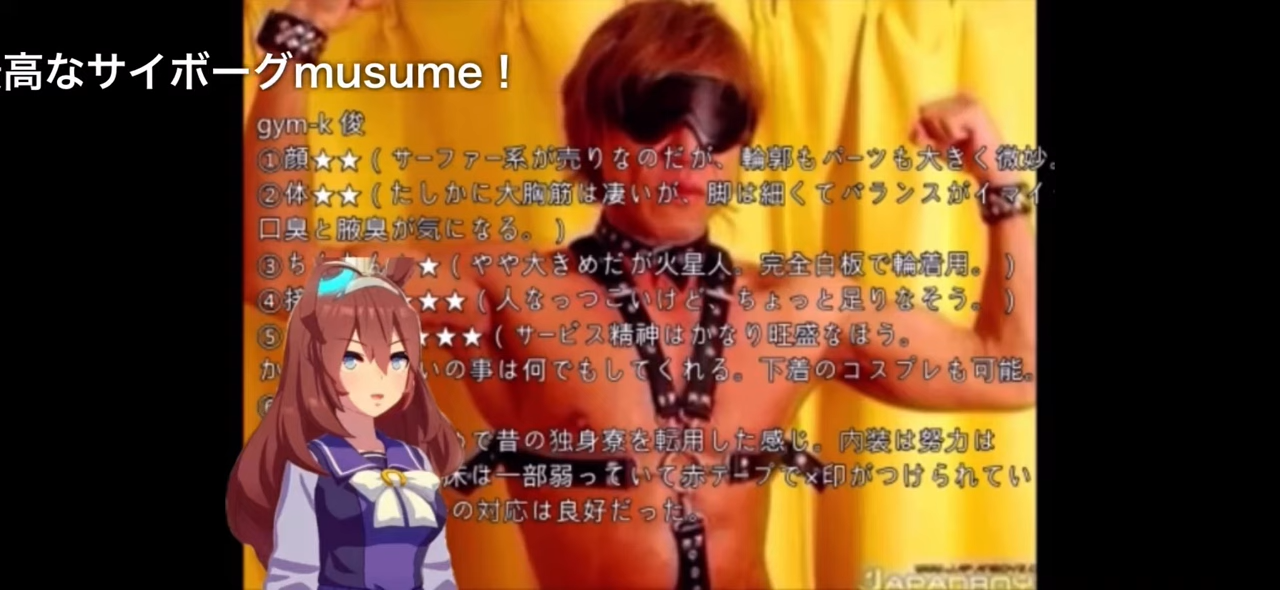 高なサイボーグmusume！
gym-k 俊
①顔★★ ( サーファー系が売りなのだが、輪郭もパーツも大きく微妙。
②体★★ ( たしかに大胸筋は凄いが、脚は細くてバランスがイマイ
口臭と腋臭が気になる。 )
③ち ★ ( やや大きめだが火星人。完全白板で輪着用。 )
④接 ★★ ( 人なっつこいけど、ちょっと足りなそう。 )
⑤ ★★★ ( サービス精神はかなり旺盛なほう。
か いの事は何でもしてくれる。下着のコスプレも可能。
で昔の独身寮を転用した感じ。内装は努力は
床は一部弱っていて赤テープで×印がつけられてい
の対応は良好だった。
JAPANBOY